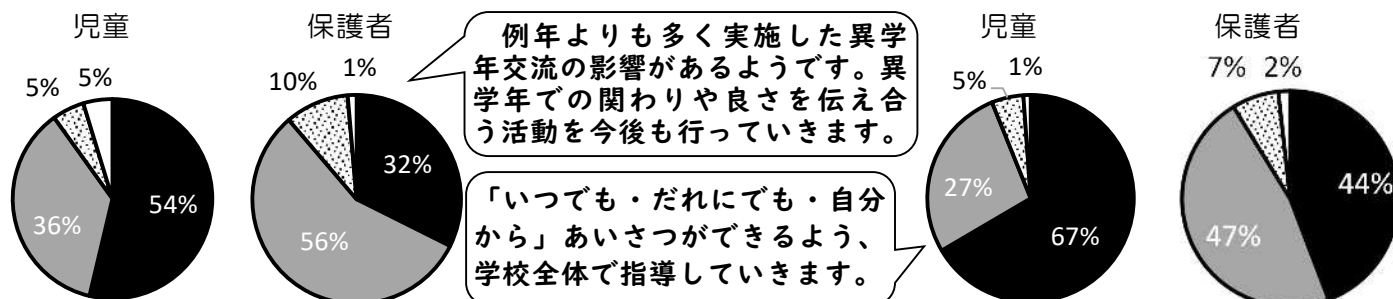 児童
5%
5%
36%
54%
保護者
10%
1%
32%
56%
例年よりも多く実施した異学
年交流の影響があるようです。異
学年での関わりや良さを伝え合
う活動を今後も行っていきます。
「いつでも・だれにでも・自分
から」あいさつができるよう、
学校全体で指導していきます。
児童
5%
1%
27%
67%
保護者
7%
2%
44%
47%